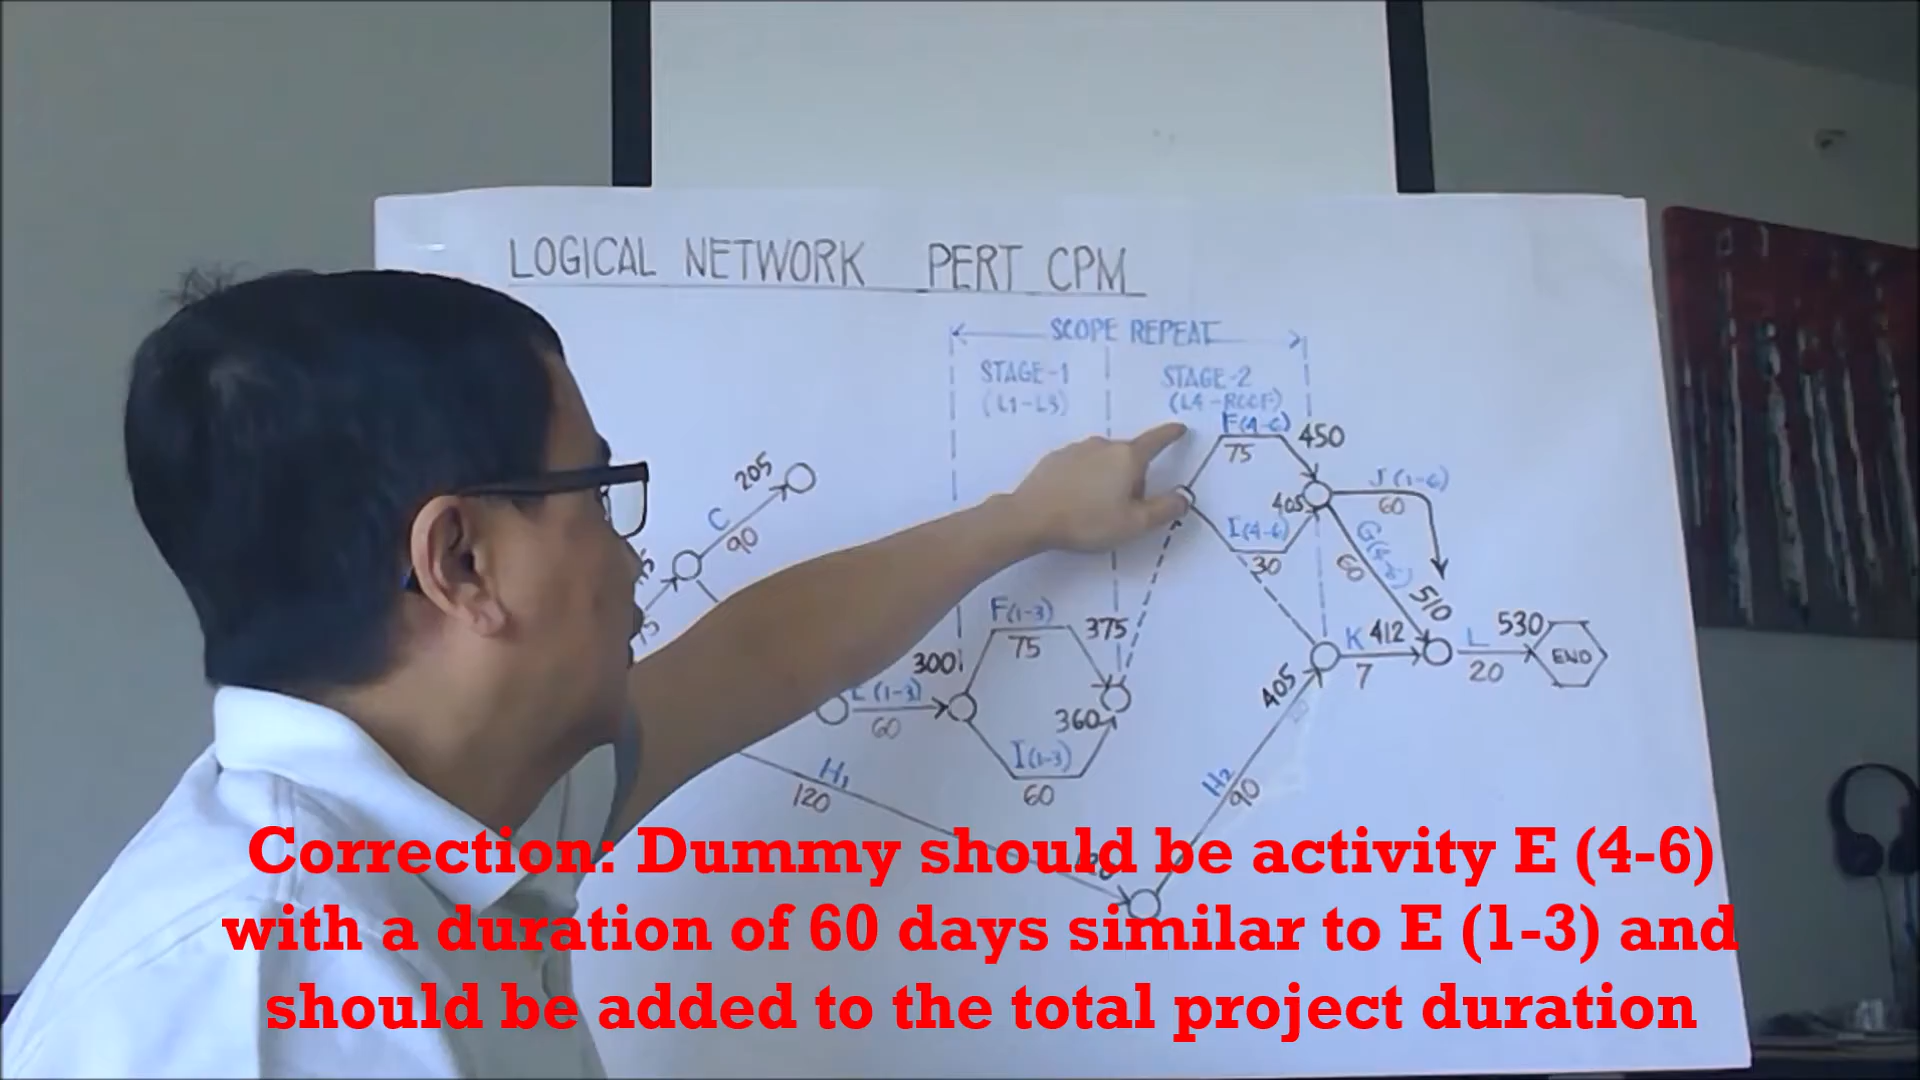 LOGICAL NETWORK PERT CPM
SCOPE REPEAT
STAGE-1
(L1-L3)
STAGE-2
(L4-ROOF)
F(4-6)
75
450
405
I(4-6)
30
J(1-6)
60
60
510
K
412
7
L
20
530
END
205
C
90
F(1-3)
75
375
300
360
I(1-3)
60
E(1-3)
60
H1
120
405
H2
90
Correction: Dummy should be activity E (4-6)
with a duration of 60 days similar to E (1-3) and
should be added to the total project duration